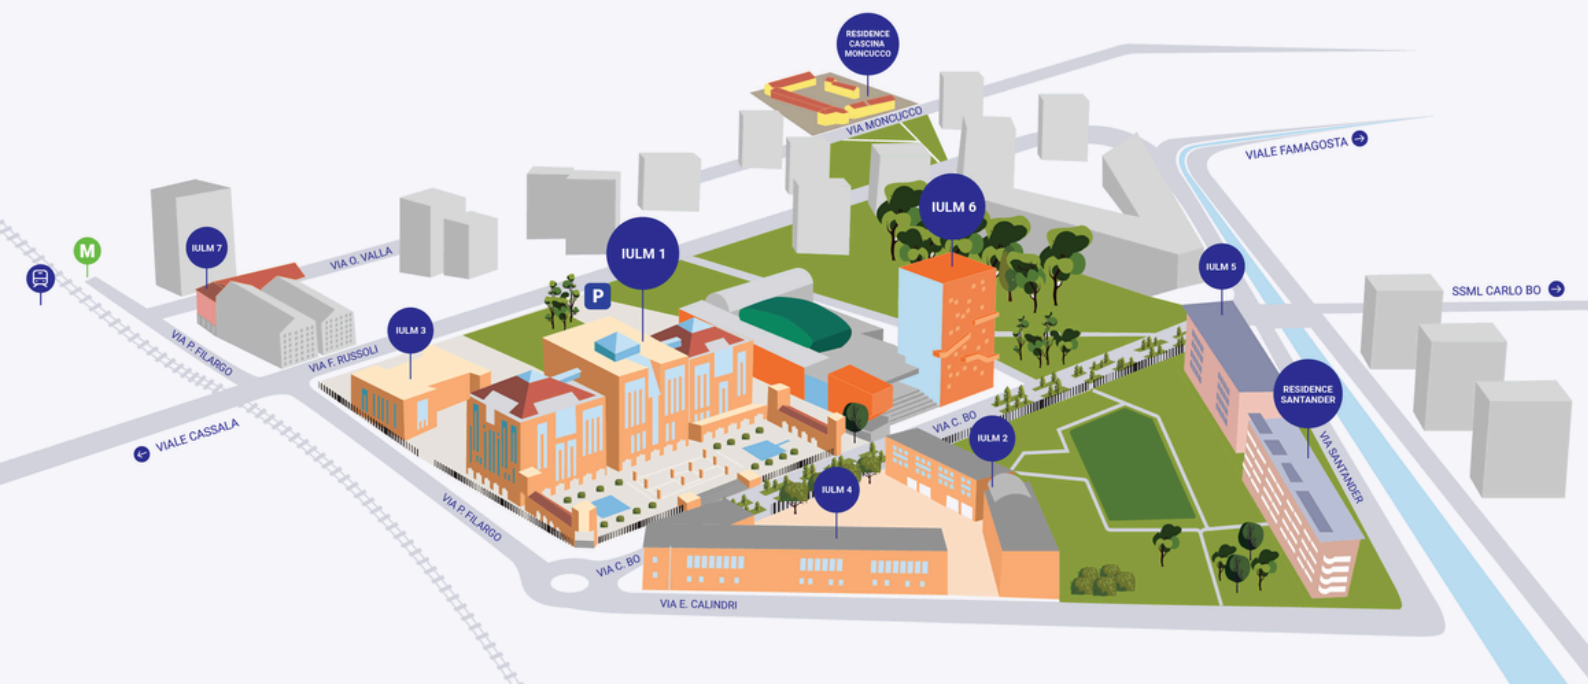 RESIDENCE
CASCINA
MONCUCCO
VIA MONCUCCO
VIALE FAMAGOSTA
IULM 6
M
IULM 7
VIA O. VALLA
IULM 1
P
IULM 5
SSML CARLO BO
IULM 3
VIA P. FILARGO
VIA F. RUSSOLI
RESIDENCE
SANTANDER
VIALE CASSALA
VIA C. BO
IULM 2
VIA SANTANDER
IULM 4
VIA P. FILARGO
VIA C. BO
VIA E. CALINDRI